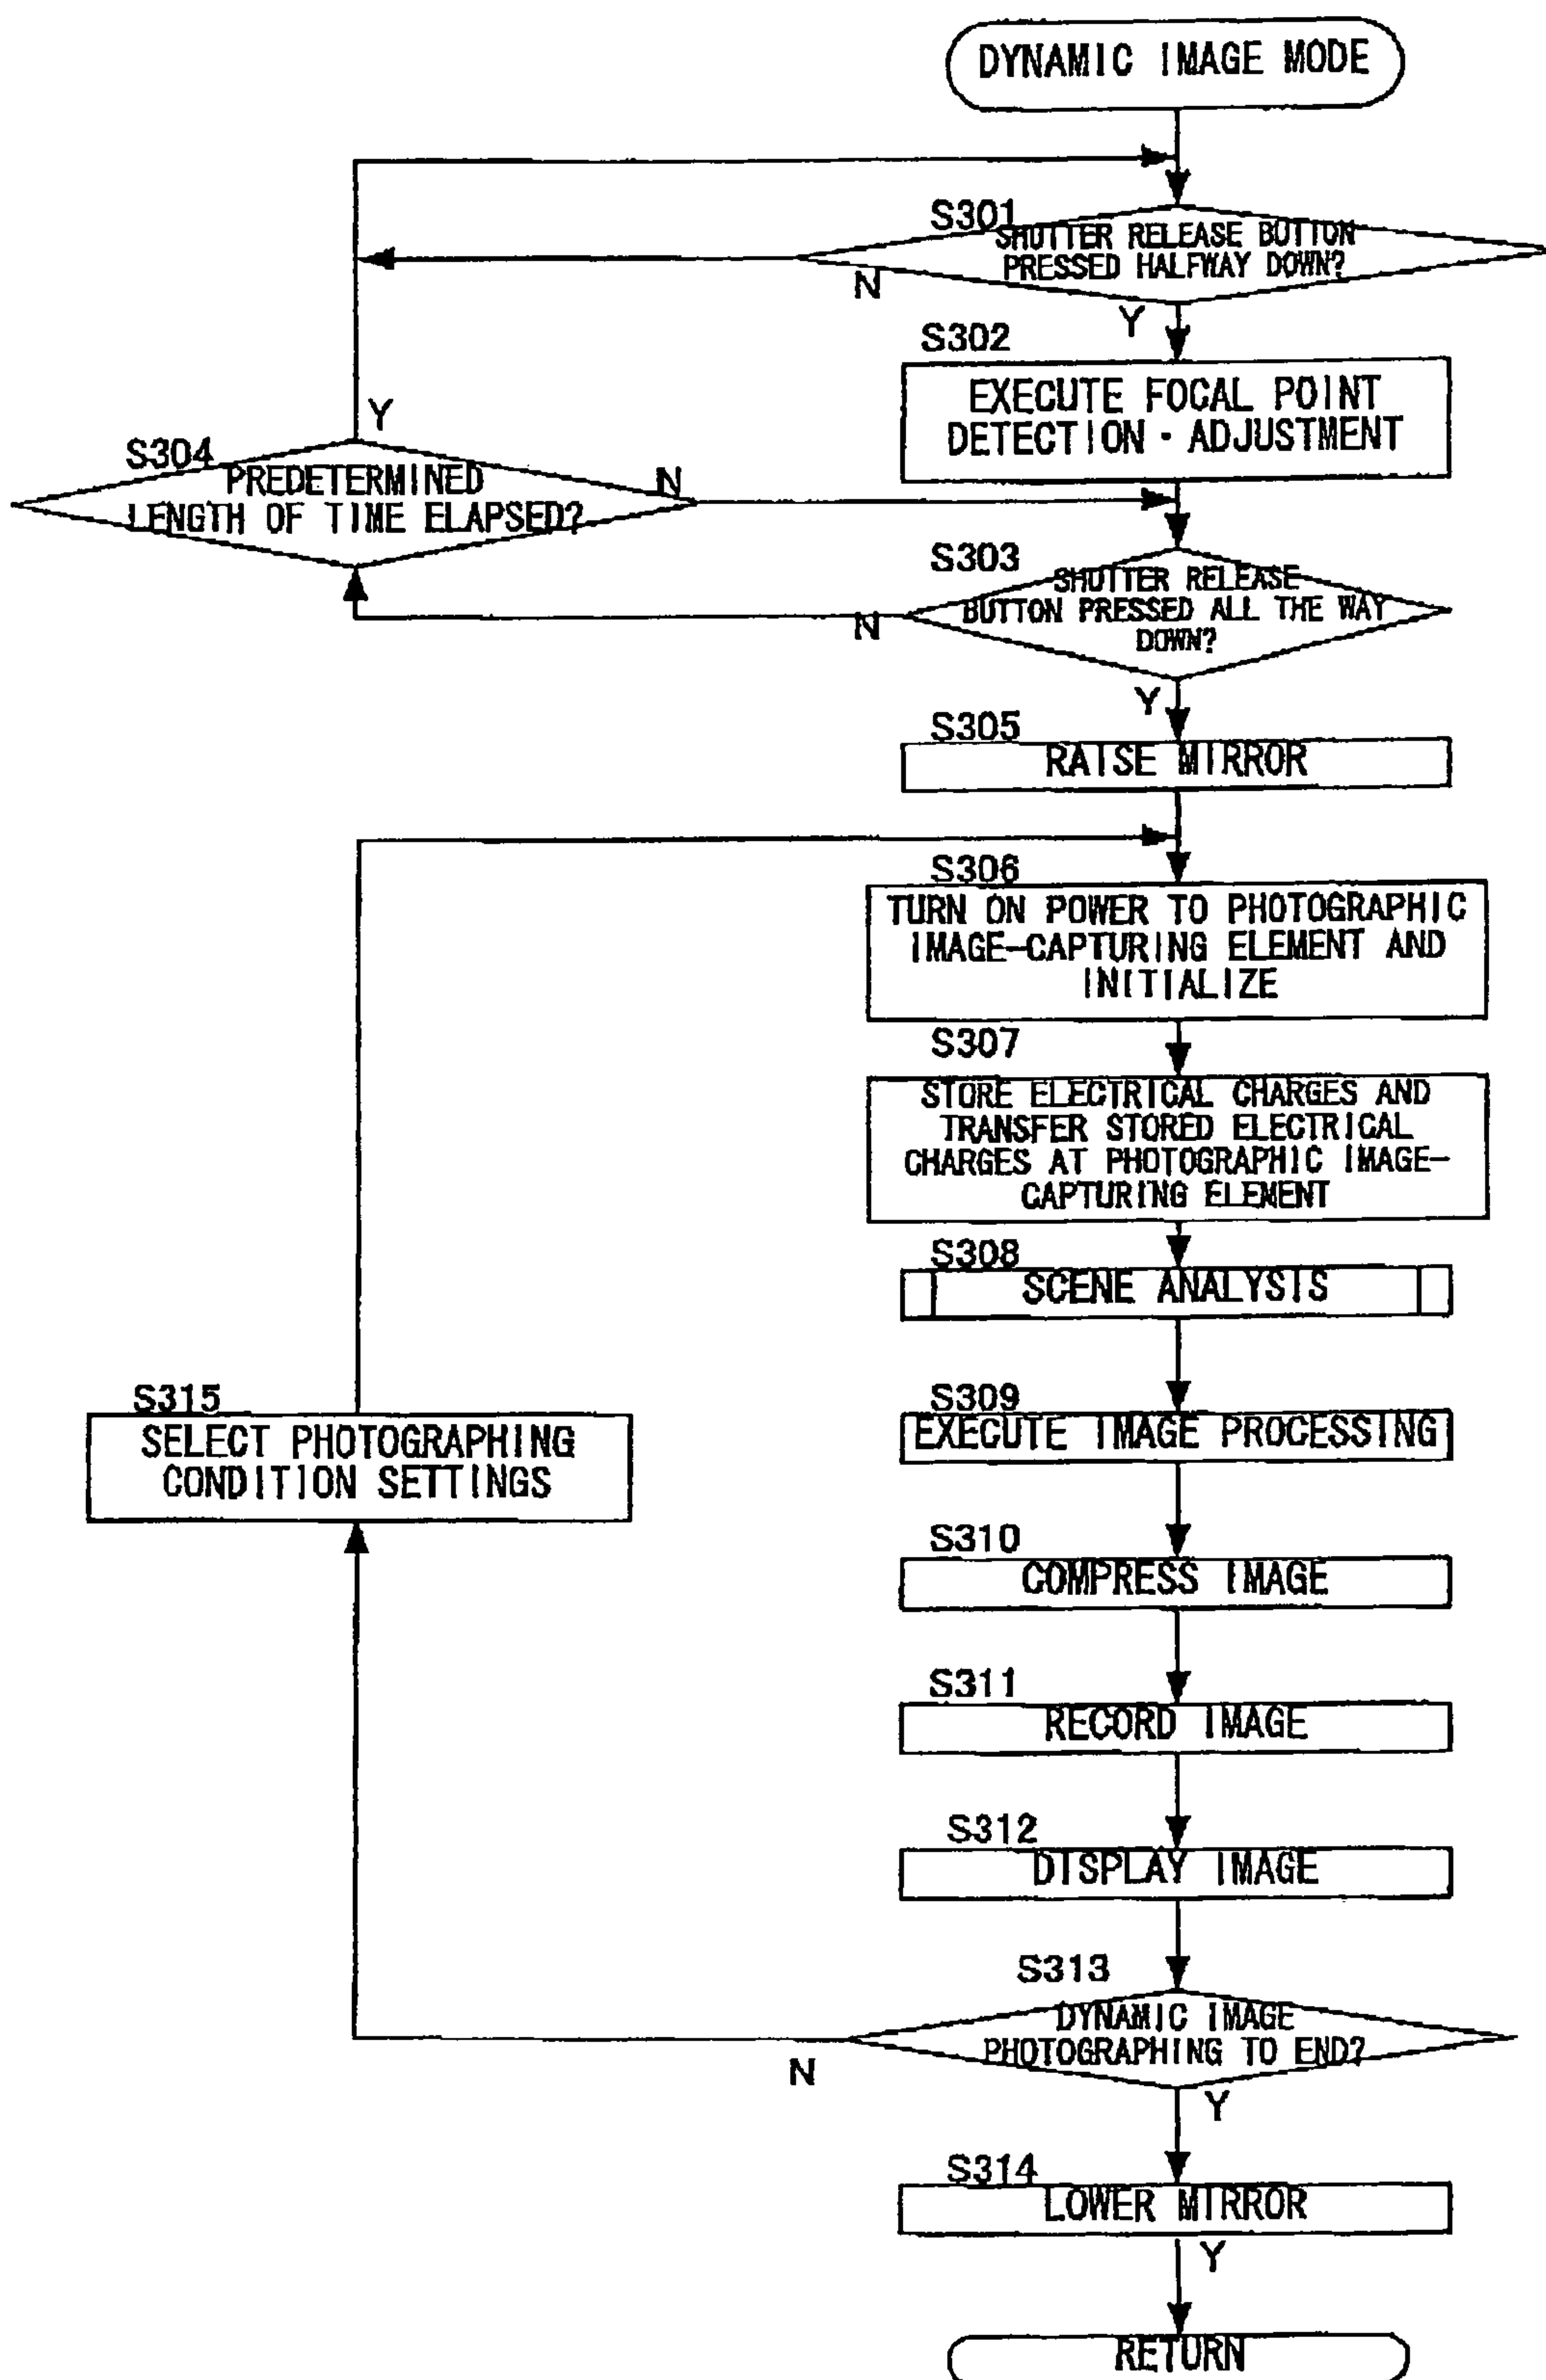 DYNAMIC IMAGE MODE
S301
SHUTTER RELEASE BUTTON
PRESSED HALFWAY DOWN?
N
Y
S302
EXECUTE FOCAL POINT
DETECTION · ADJUSTMENT
Y
S304
PREDETERMINED
LENGTH OF TIME ELAPSED?
N
S303
SHUTTER RELEASE
BUTTON PRESSED ALL THE WAY
DOWN?
N
Y
S305
RAISE MIRROR
S306
TURN ON POWER TO PHOTOGRAPHIC
IMAGE-CAPTURING ELEMENT AND
INITIALIZE
S307
STORE ELECTRICAL CHARGES AND
TRANSFER STORED ELECTRICAL
CHARGES AT PHOTOGRAPHIC IMAGE-
CAPTURING ELEMENT
S308
SCENE ANALYSIS
S315
SELECT PHOTOGRAPHING
CONDITION SETTINGS
S309
EXECUTE IMAGE PROCESSING
S310
COMPRESS IMAGE
S311
RECORD IMAGE
S312
DISPLAY IMAGE
S313
DYNAMIC IMAGE
PHOTOGRAPHING TO END?
N
Y
S314
LOWER MIRROR
Y
RETURN